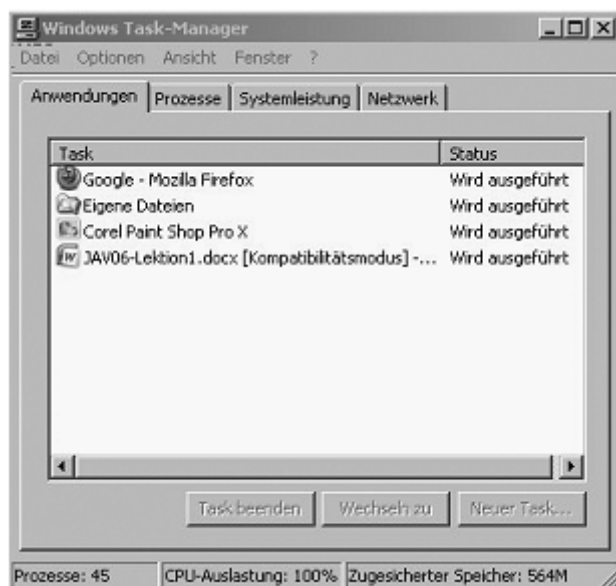 Windows Task-Manager
Datei Optionen Ansicht Fenster ?
Anwendungen Prozesse Systemleistung Netzwerk
Task Status
Google - Mozilla Firefox Wird ausgeführt
Eigene Dateien Wird ausgeführt
Corel Paint Shop Pro X Wird ausgeführt
JAV06-Lektion1.docx [Kompatibilitätsmodus] -... Wird ausgeführt
Task beenden Wechseln zu Neuer Task...
Prozesse: 45 CPU-Auslastung: 100% Zugesicherter Speicher: 564M